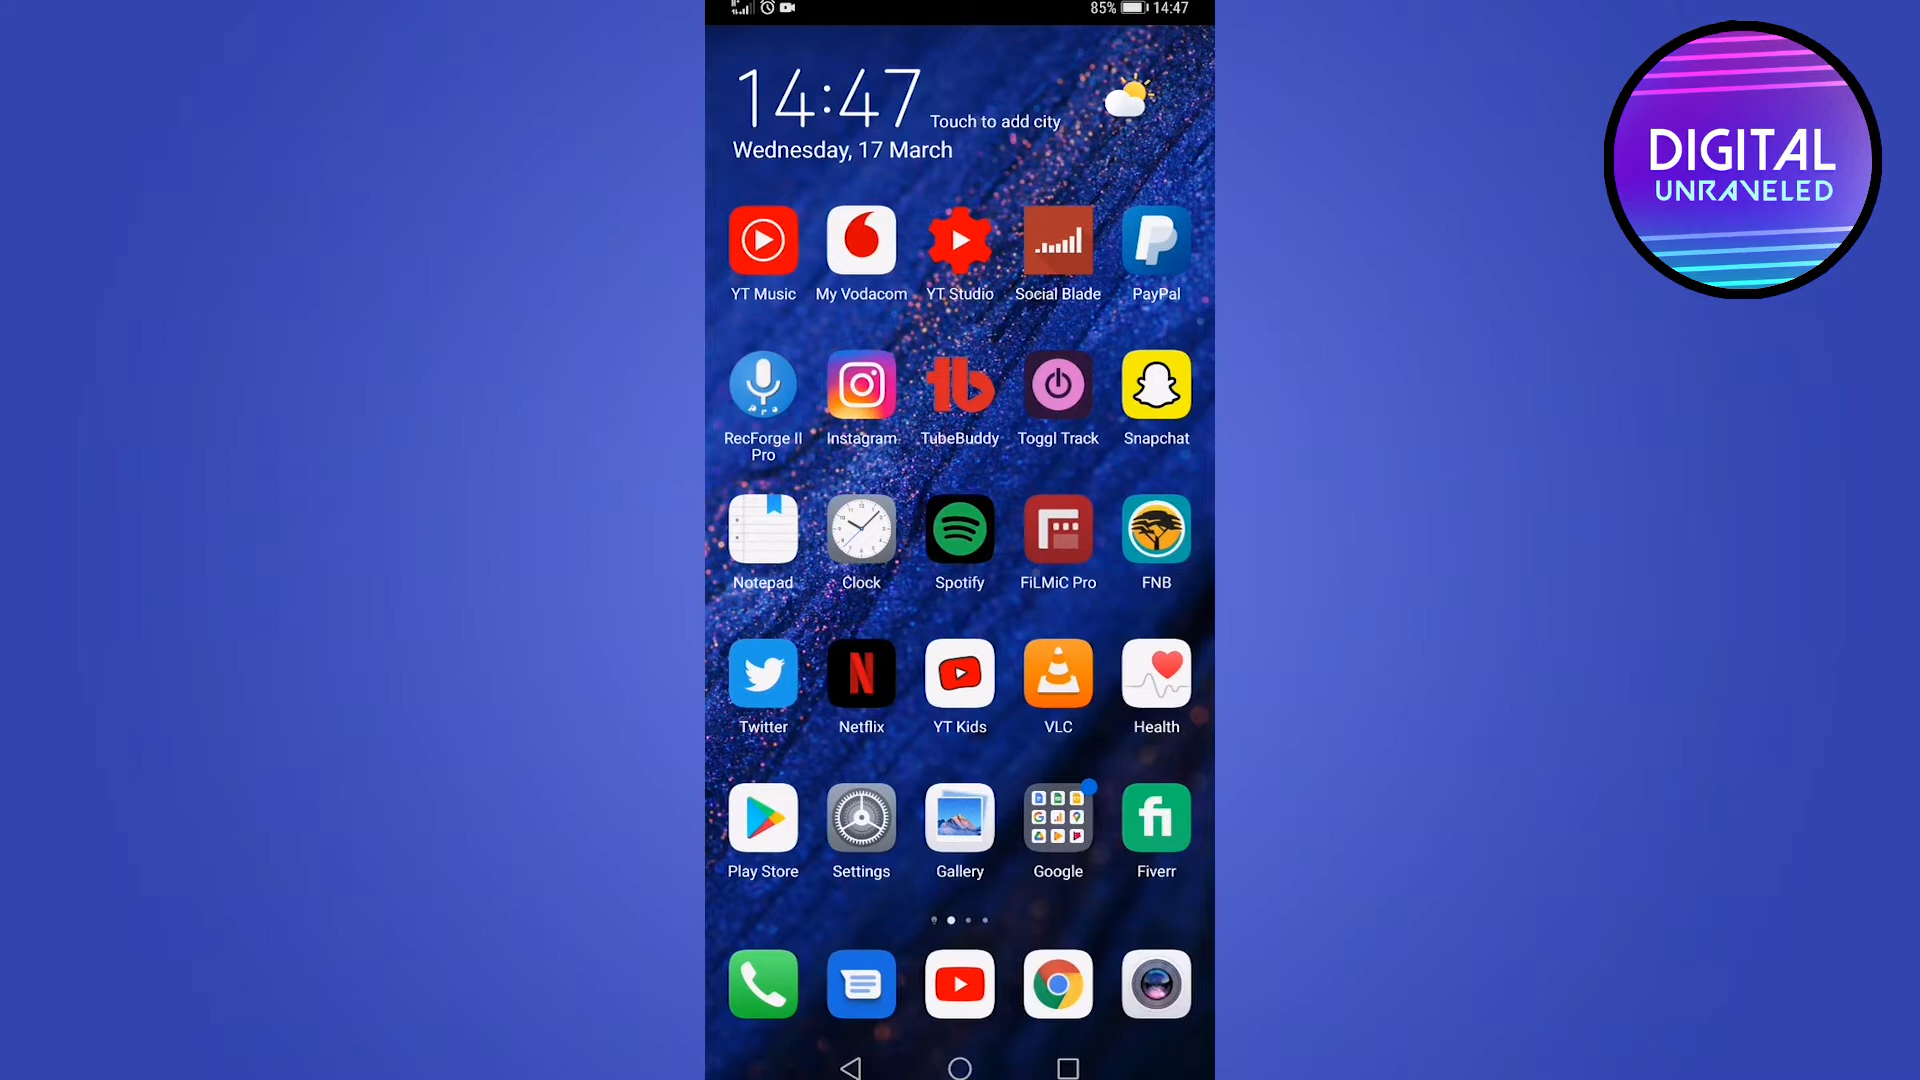 85% 14:47
14:47 Touch to add city
Wednesday, 17 March
DIGITAL
UNRAVELED
YT Music My Vodacom YT Studio Social Blade PayPal
RecForge II Pro Instagram TubeBuddy Toggl Track Snapchat
Notepad Clock Spotify FiLMiC Pro FNB
Twitter Netflix YT Kids VLC Health
Play Store Settings Gallery Google Fiverr